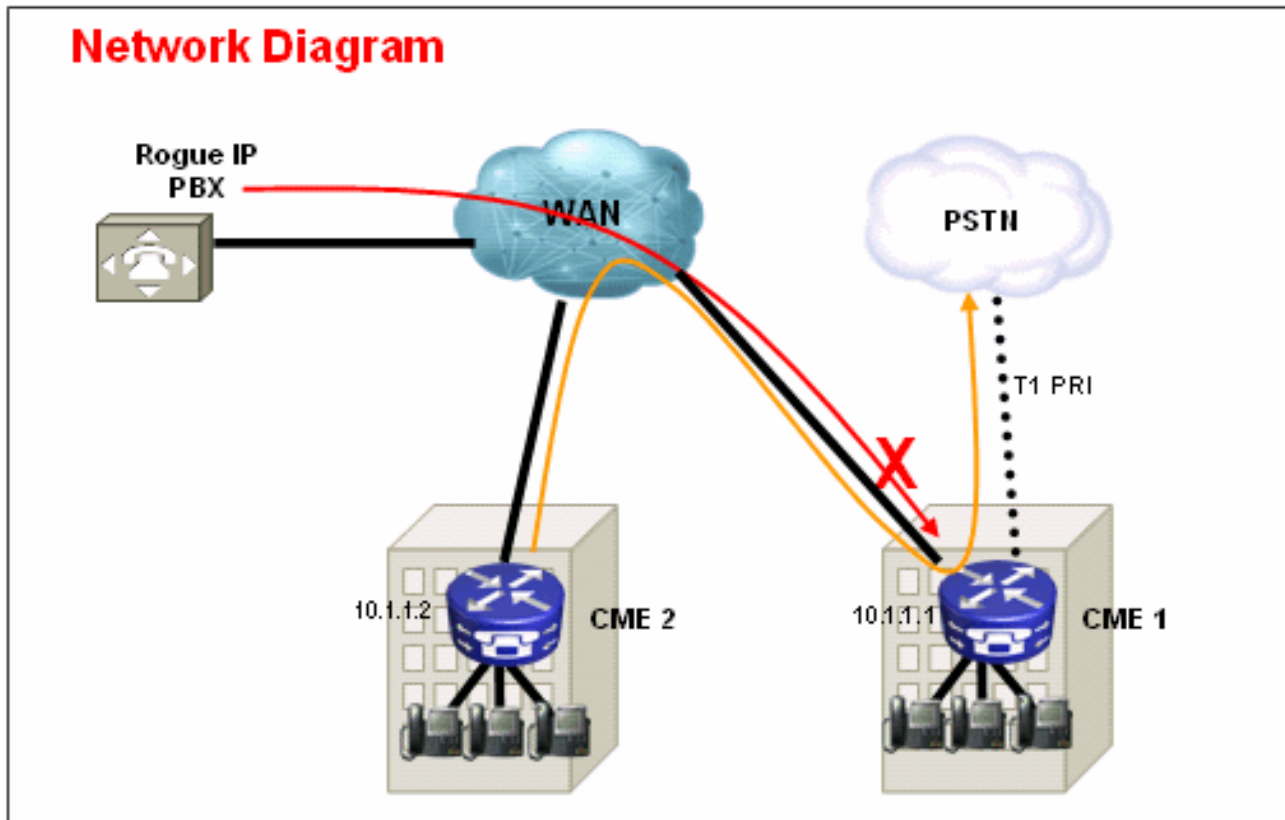 Network Diagram
Rogue IP
PBX
WAN
PSTN
T1 PRI
X
10.1.1.2
CME 2
10.1.1.1
CME 1